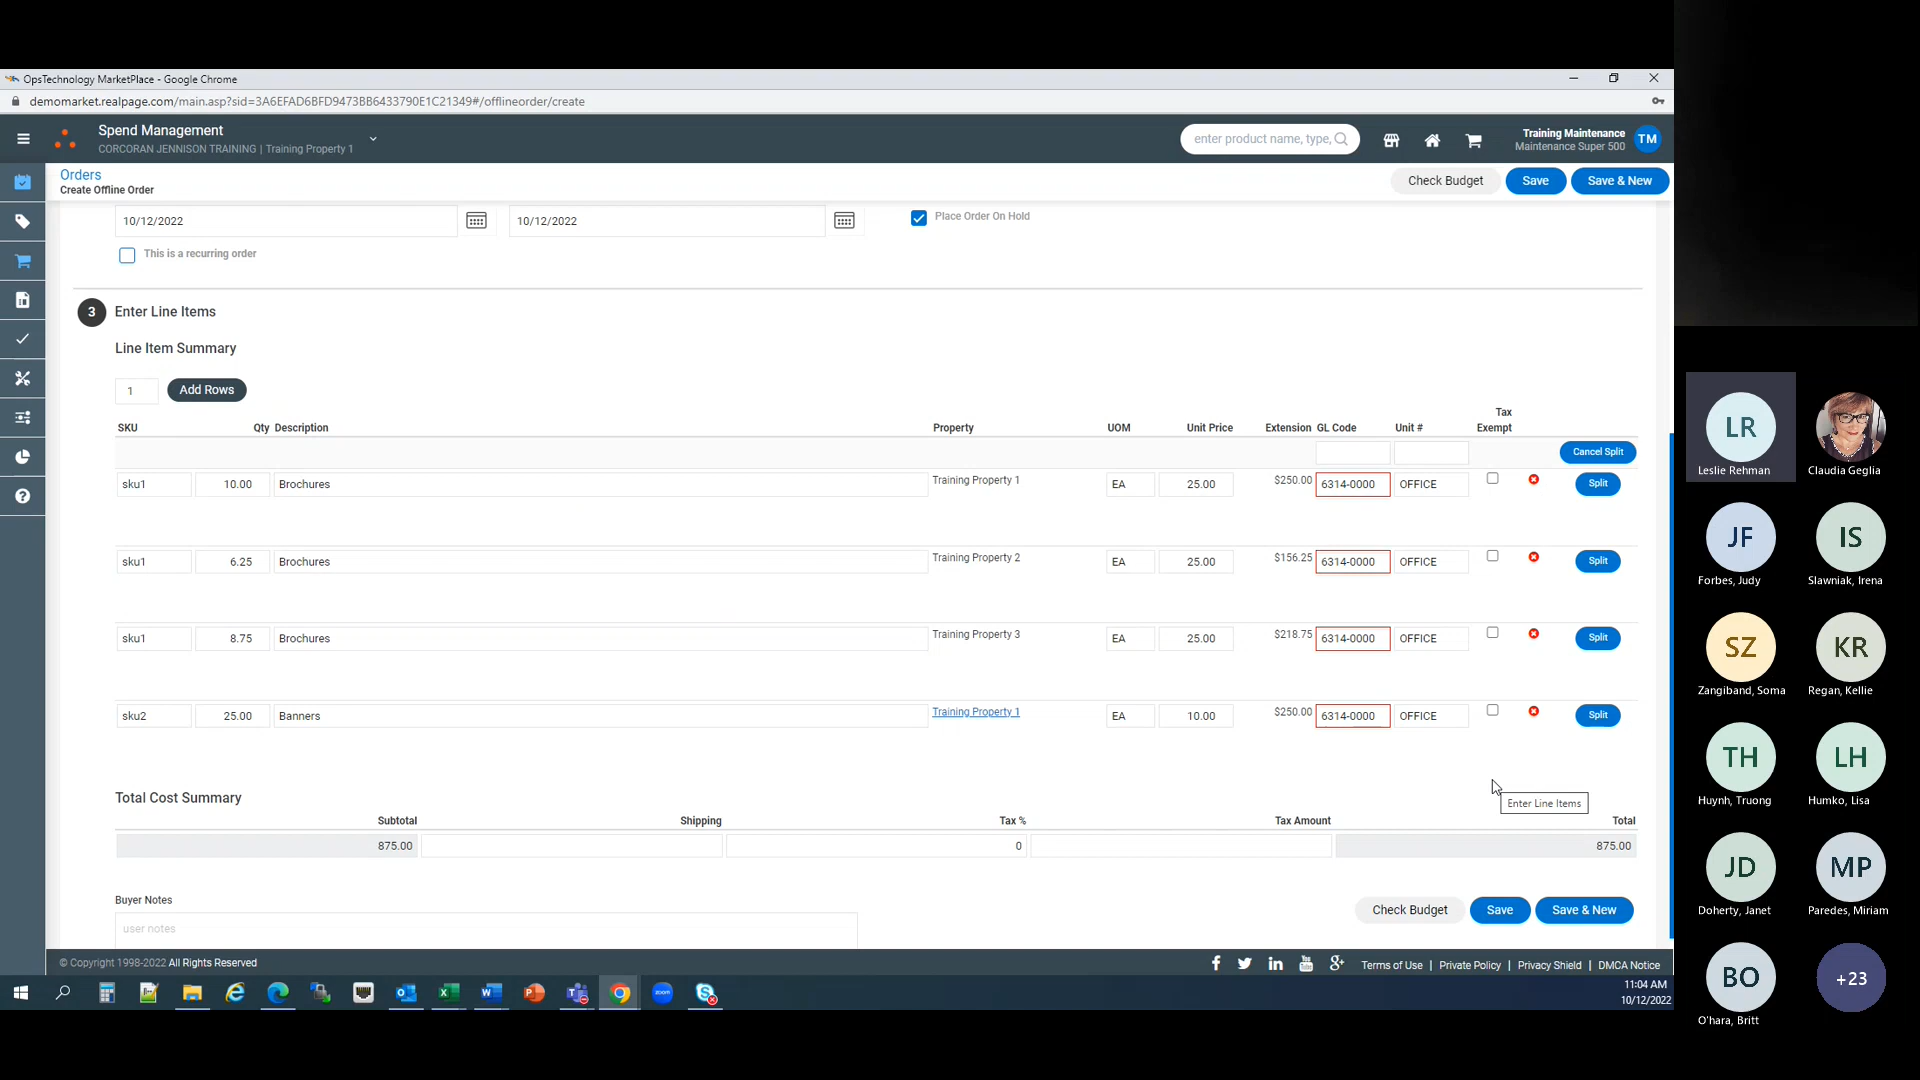 OpsTechnology MarketPlace - Google Chrome
demomarket.realpage.com/main.asp?sid=3A6EFAD6BFD9473BB6433790E1C21349#/offlineorder/create
Spend Management
CORCORAN JENNISON TRAINING | Training Property 1
enter product name, type,
Training Maintenance
Maintenance Super 500
TM
Orders
Create Offline Order
Check Budget
Save
Save & New
10/12/2022
10/12/2022
Place Order On Hold
This is a recurring order
3 Enter Line Items
Line Item Summary
1 Add Rows
SKU Qty Description Property UOM Unit Price Extension GL Code Unit # Tax Exempt
Cancel Split
sku1 10.00 Brochures Training Property 1 EA 25.00 $250.00 6314-0000 OFFICE Split
sku1 6.25 Brochures Training Property 2 EA 25.00 $156.25 6314-0000 OFFICE Split
sku1 8.75 Brochures Training Property 3 EA 25.00 $218.75 6314-0000 OFFICE Split
sku2 25.00 Banners Training Property 1 EA 10.00 $250.00 6314-0000 OFFICE Split
Enter Line Items
Total Cost Summary
Subtotal Shipping Tax % Tax Amount Total
875.00 0 875.00
Buyer Notes
user notes
Check Budget
Save
Save & New
© Copyright 1998-2022 All Rights Reserved
Terms of Use | Private Policy | Privacy Shield | DMCA Notice
11:04 AM
10/12/2022
LR
Leslie Rehman
Claudia Geglia
JF
Forbes, Judy
IS
Slawniak, Irena
SZ
Zangiband, Soma
KR
Regan, Kellie
TH
Huynh, Truong
LH
Humko, Lisa
JD
Doherty, Janet
MP
Paredes, Miriam
BO
O'hara, Britt
+23